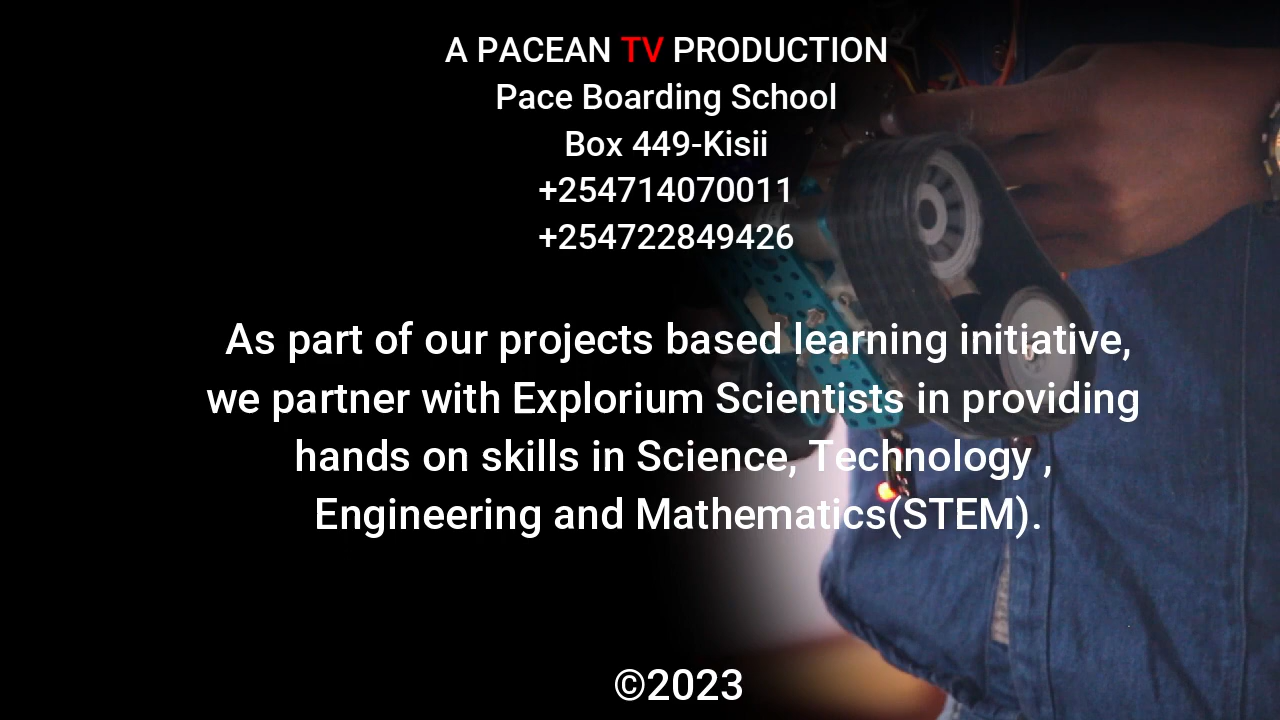 A PACEAN TV PRODUCTION
Pace Boarding School
Box 449-Kisii
+254714070011
+254722849426
As part of our projects based learning initiative,
we partner with Explorium Scientists in providing
hands on skills in Science, Technology ,
Engineering and Mathematics(STEM).
©2023